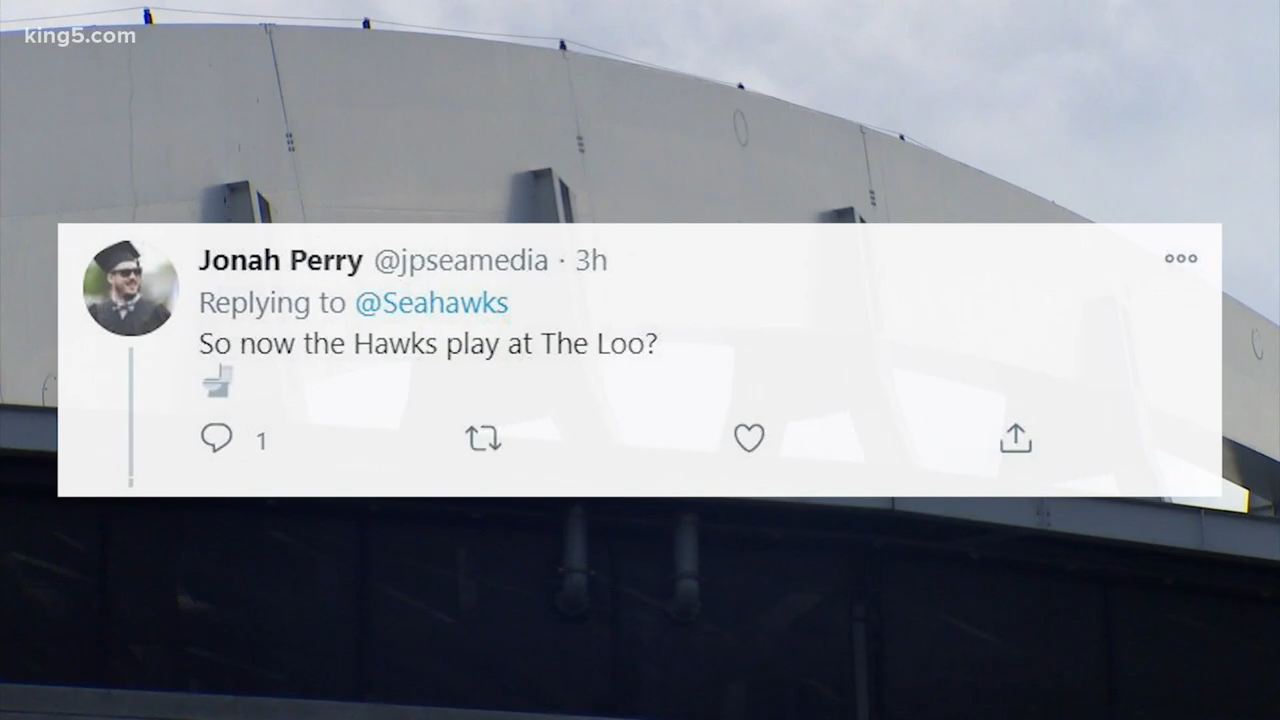 king5.com
Jonah Perry @jpseamedia · 3h
Replying to @Seahawks
So now the Hawks play at The Loo?
🚽
1